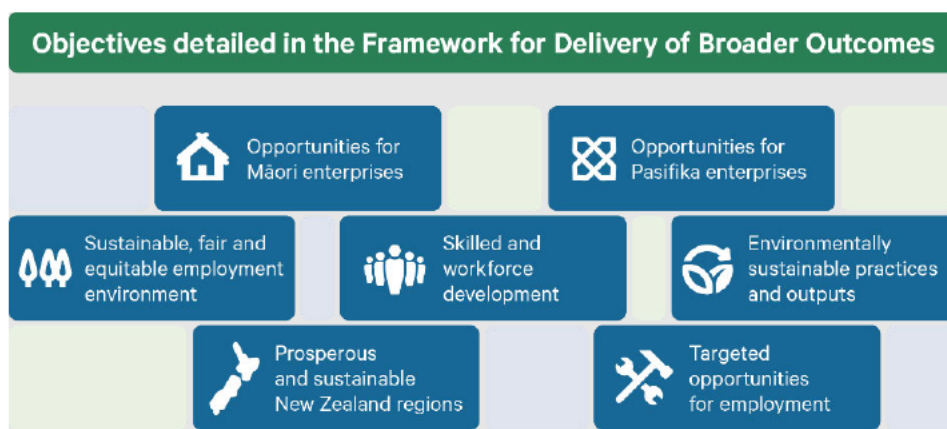 Objectives detailed in the Framework for Delivery of Broader Outcomes
Opportunities for
Māori enterprises
Opportunities for
Pasifika enterprises
Sustainable, fair and
equitable employment
environment
Skilled and
workforce
development
Environmentally
sustainable practices
and outputs
Prosperous
and sustainable
New Zealand regions
Targeted
opportunities
for employment